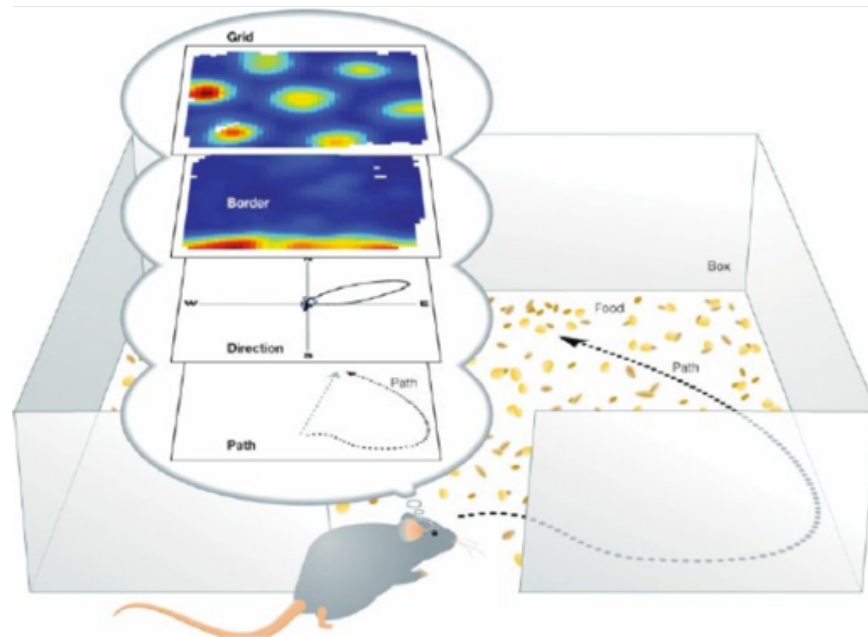 Grid
Border
W
E
Direction
S
Path
Path
Box
Food
Path